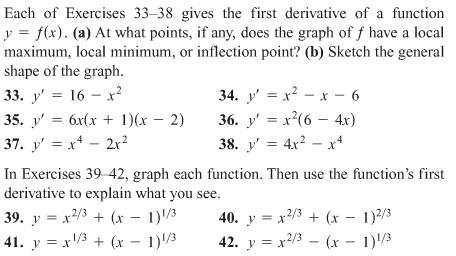 Each of Exercises 33–38 gives the first derivative of a function
y = f(x). (a) At what points, if any, does the graph of f have a local
maximum, local minimum, or inflection point? (b) Sketch the general
shape of the graph.
33. y′ = 16 − x²
34. y′ = x² − x − 6
35. y′ = 6x(x + 1)(x − 2)
36. y′ = x²(6 − 4x)
37. y′ = x⁴ − 2x²
38. y′ = 4x² − x⁴
In Exercises 39–42, graph each function. Then use the function's first
derivative to explain what you see.
39. y = x^{2/3} + (x − 1)^{1/3}
40. y = x^{2/3} + (x − 1)^{2/3}
41. y = x^{1/3} + (x − 1)^{1/3}
42. y = x^{2/3} − (x − 1)^{1/3}